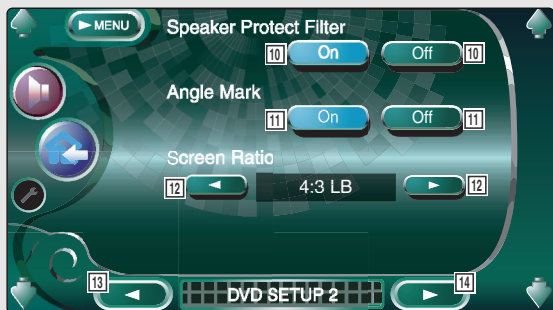 ►MENU
Speaker Protect Filter
10 On Off 10
Angle Mark
11 On Off 11
Screen Ratio
12 ◄ 4:3 LB ► 12
13 ◄ DVD SETUP 2 ► 14